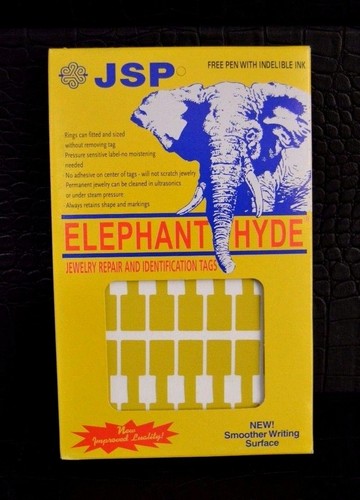 JSP
FREE PEN WITH INDELIBLE INK
Rings can fitted and sized
without removing tag
Pressure sensitive label-no moistening
needed
No adhesive on center of tags - will not scratch jewelry
Permanent jewelry can be cleaned in ultrasonics
or under steam pressure
Always retains shape and markings
ELEPHANT HYDE
JEWELRY REPAIR AND IDENTIFICATION TAGS
New
Improved Quality!
NEW!
Smoother Writing
Surface